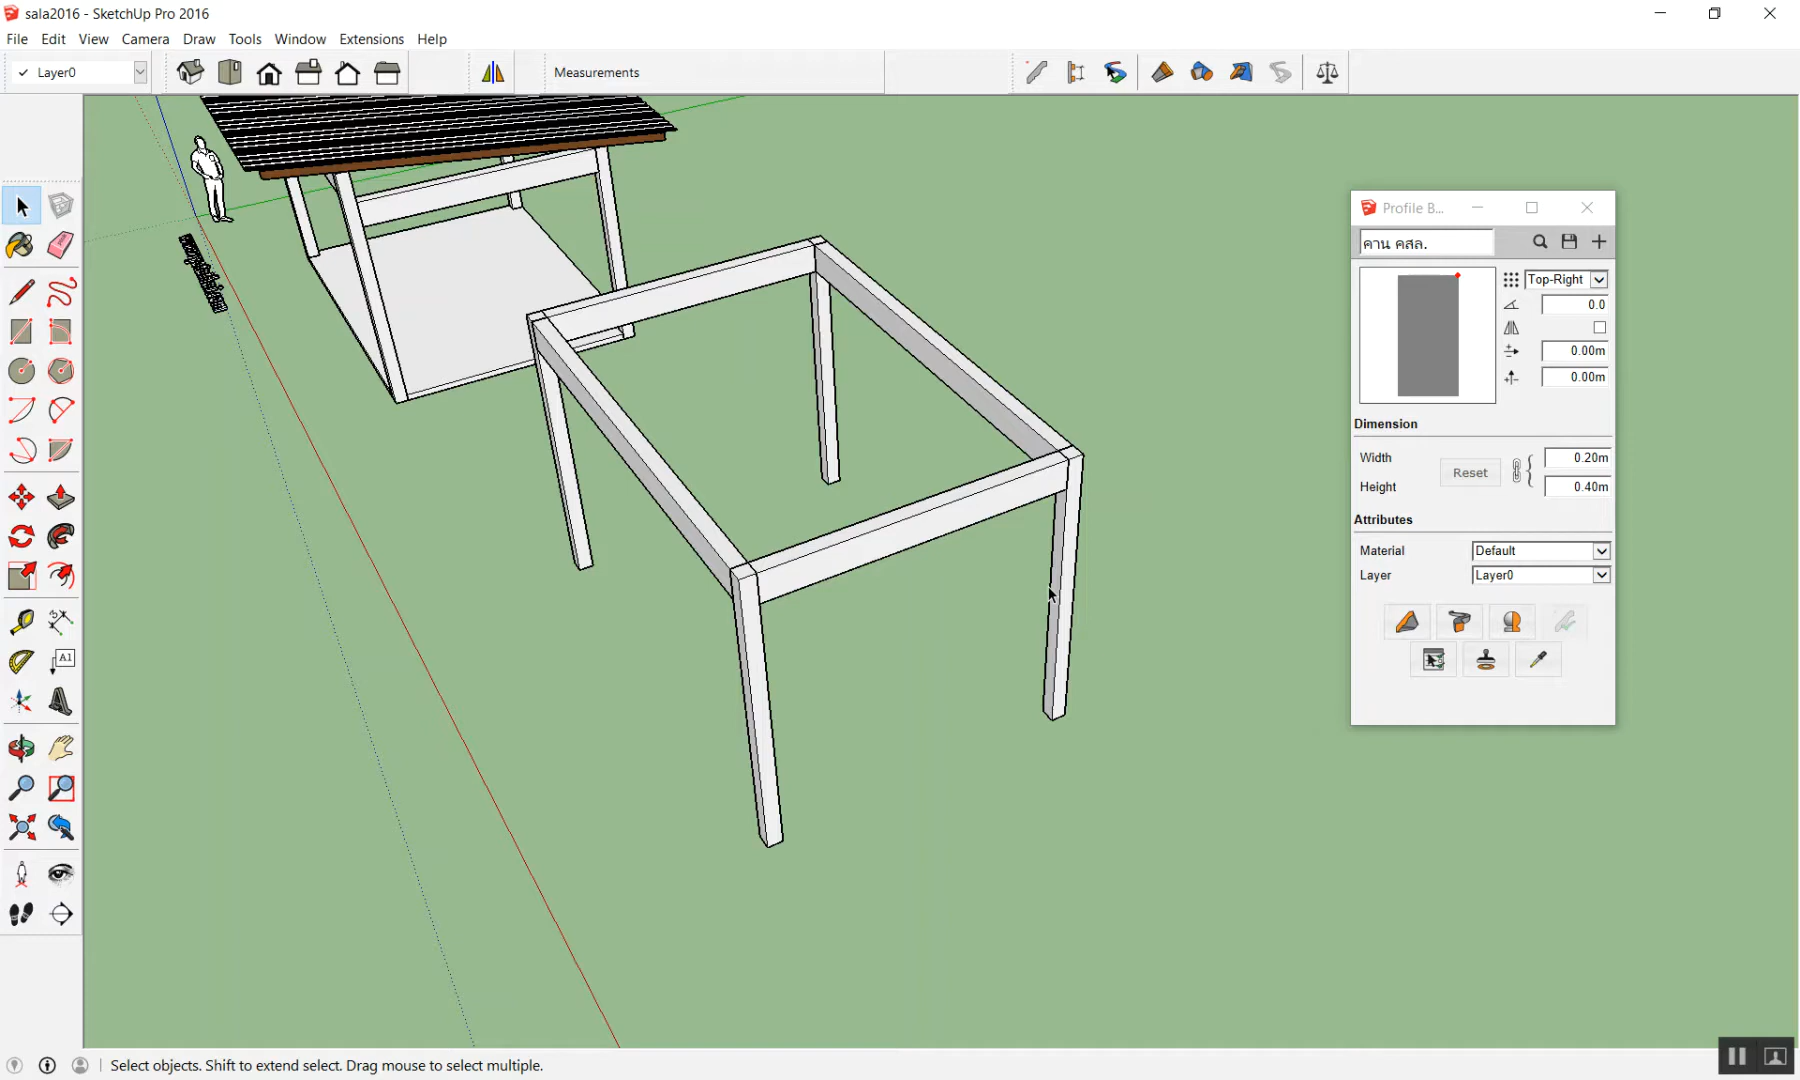 sala2016 - SketchUp Pro 2016
File Edit View Camera Draw Tools Window Extensions Help
✓ Layer0
Measurements
Profile B...
คาน คสล.
Top-Right
0.0
0.00m
0.00m
Dimension
Width 0.20m
Reset
Height 0.40m
Attributes
Material Default
Layer Layer0
A1
Select objects. Shift to extend select. Drag mouse to select multiple.